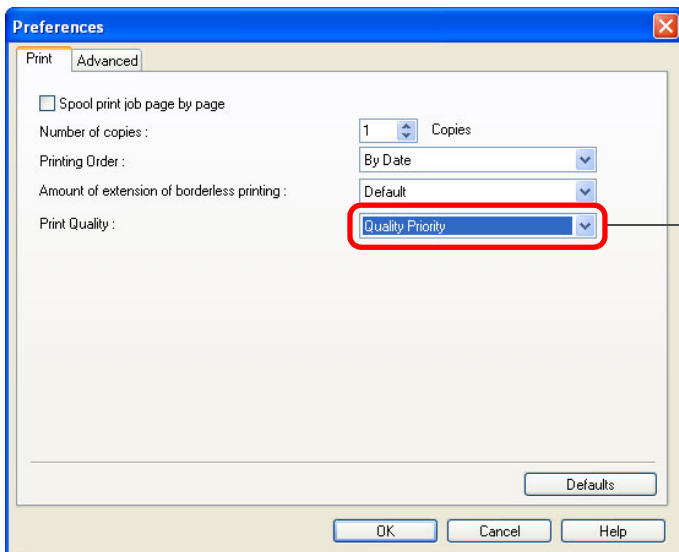 Preferences
Print Advanced
Spool print job page by page
Number of copies : 1 Copies
Printing Order : By Date
Amount of extension of borderless printing : Default
Print Quality : Quality Priority
Defaults
OK Cancel Help